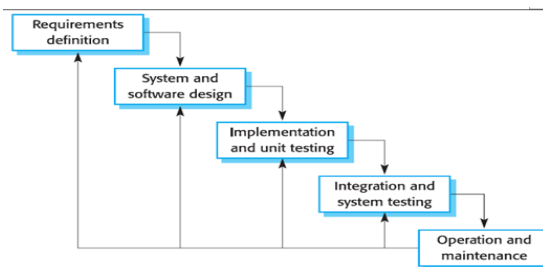 Requirements
definition
System and
software design
Implementation
and unit testing
Integration and
system testing
Operation and
maintenance